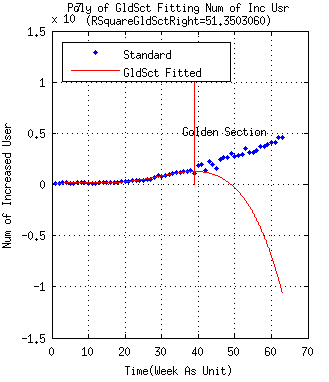 Poly of GldSct Fitting Num of Inc Usr
x 10^7
(RSquareGldSctRight=51.3503060)
Standard
GldSct Fitted
Golden Section
1.5
1
0.5
0
-0.5
-1
-1.5
Num of Increased User
0 10 20 30 40 50 60 70
Time(Week As Unit)